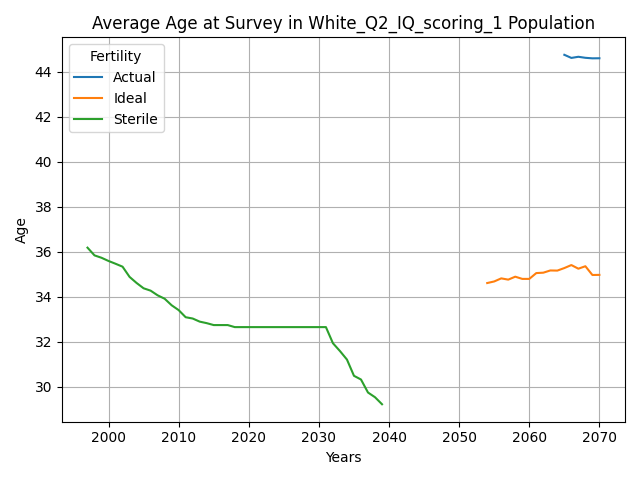 Average Age at Survey in White_Q2_IQ_scoring_1 Population
Fertility
Actual
Ideal
Sterile
Age
44
42
40
38
36
34
32
30
2000 2010 2020 2030 2040 2050 2060 2070
Years